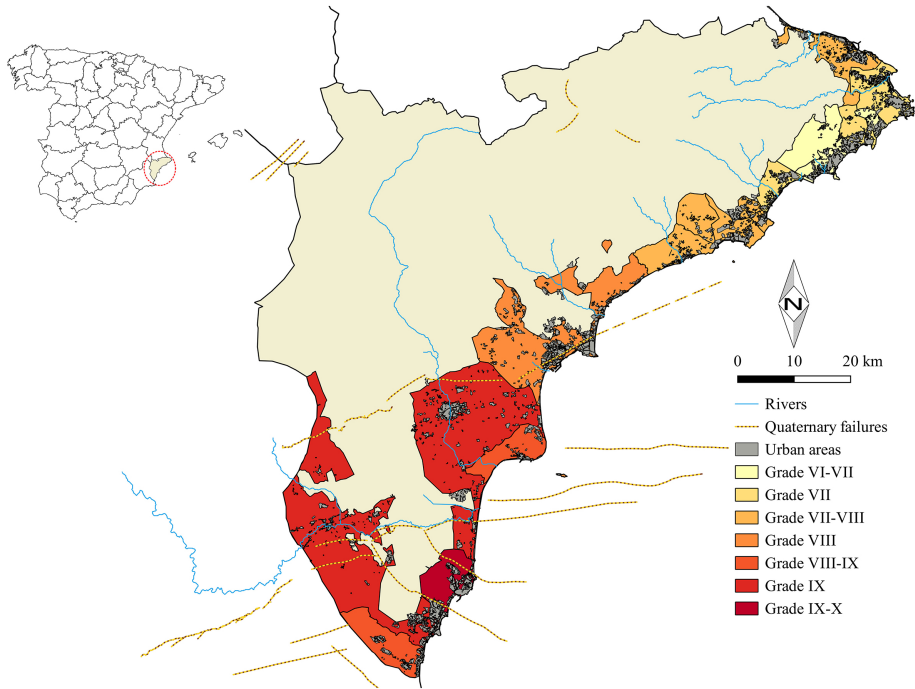 N
0 10 20 km
Rivers
Quaternary failures
Urban areas
Grade VI-VII
Grade VII
Grade VII-VIII
Grade VIII
Grade VIII-IX
Grade IX
Grade IX-X